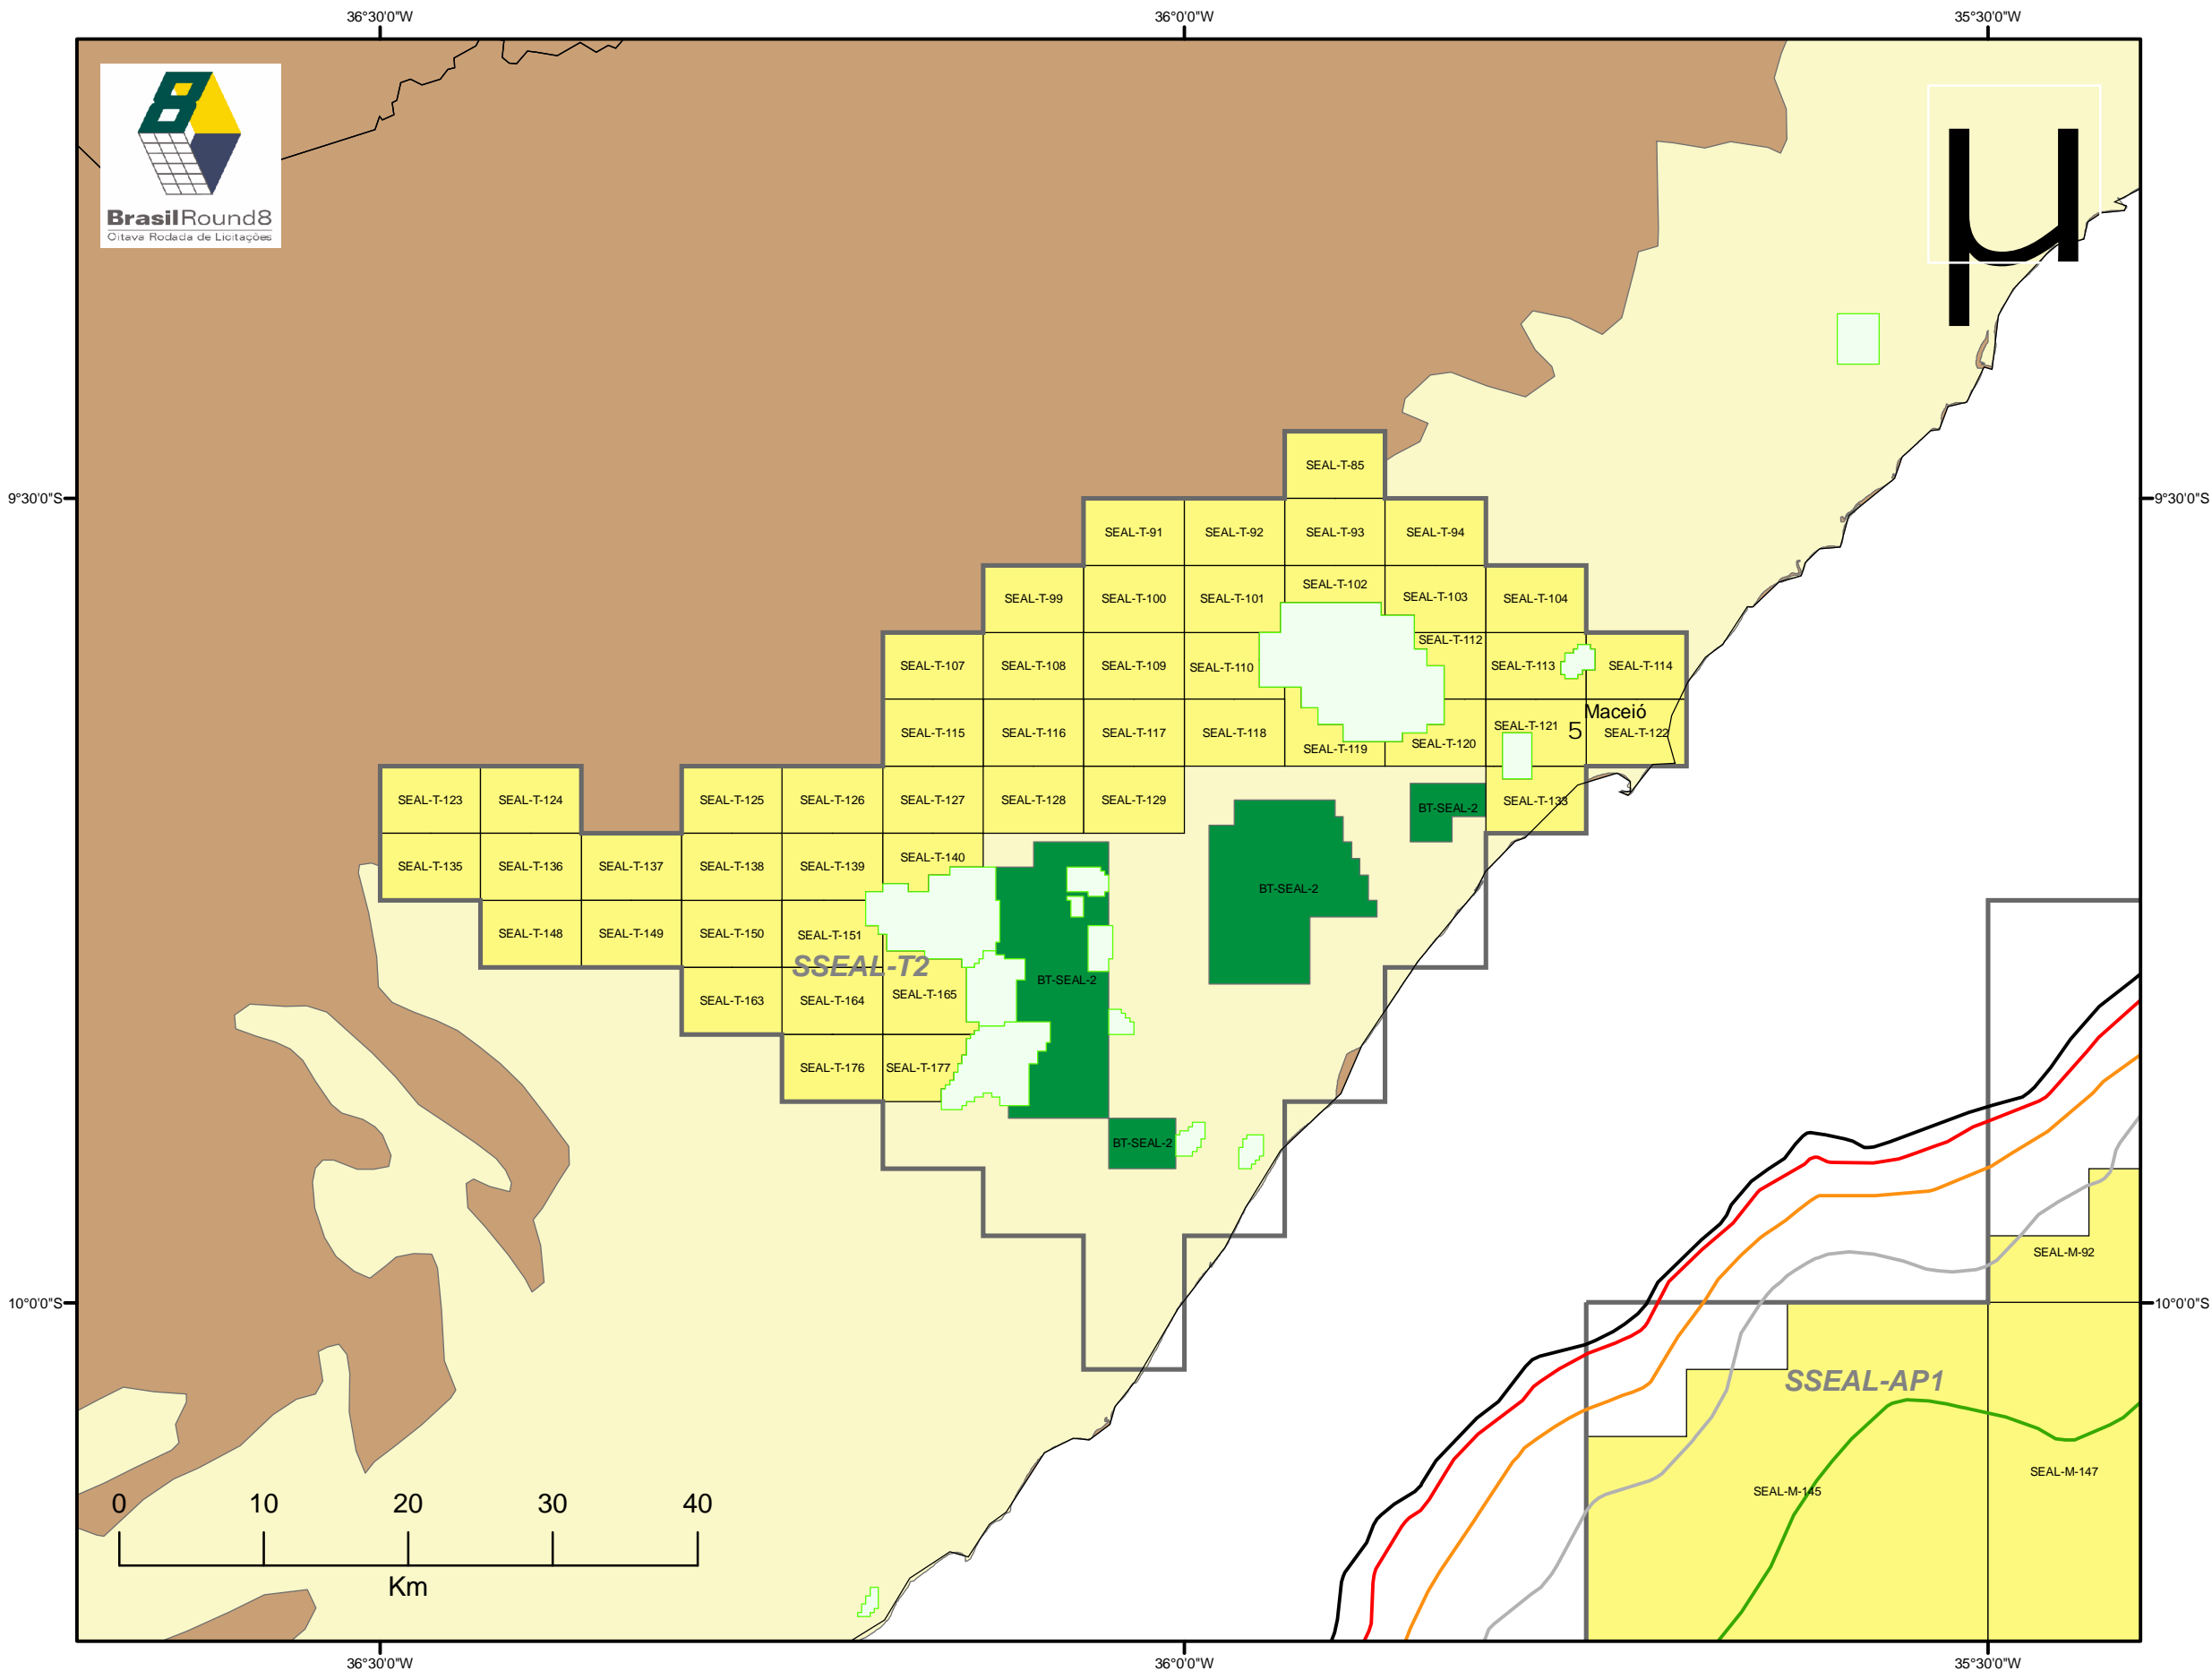 36°30'0"W
36°0'0"W
35°30'0"W
BrasilRound8
Oitava Rodada de Licitações
µ
SEAL-T-85
9°30'0"S
9°30'0"S
SEAL-T-91
SEAL-T-92
SEAL-T-93
SEAL-T-94
SEAL-T-99
SEAL-T-100
SEAL-T-101
SEAL-T-102
SEAL-T-103
SEAL-T-104
SEAL-T-107
SEAL-T-108
SEAL-T-109
SEAL-T-110
SEAL-T-112
SEAL-T-113
SEAL-T-114
SEAL-T-115
SEAL-T-116
SEAL-T-117
SEAL-T-118
SEAL-T-119
SEAL-T-120
SEAL-T-121
5
Maceió
SEAL-T-122
SEAL-T-123
SEAL-T-124
SEAL-T-125
SEAL-T-126
SEAL-T-127
SEAL-T-128
SEAL-T-129
BT-SEAL-2
SEAL-T-133
SEAL-T-135
SEAL-T-136
SEAL-T-137
SEAL-T-138
SEAL-T-139
SEAL-T-140
BT-SEAL-2
SEAL-T-148
SEAL-T-149
SEAL-T-150
SEAL-T-151
SSEAL-T2
BT-SEAL-2
SEAL-T-163
SEAL-T-164
SEAL-T-165
SEAL-T-176
SEAL-T-177
BT-SEAL-2
SEAL-M-92
10°0'0"S
10°0'0"S
SSEAL-AP1
SEAL-M-145
SEAL-M-147
0 10 20 30 40
Km
36°30'0"W
36°0'0"W
35°30'0"W